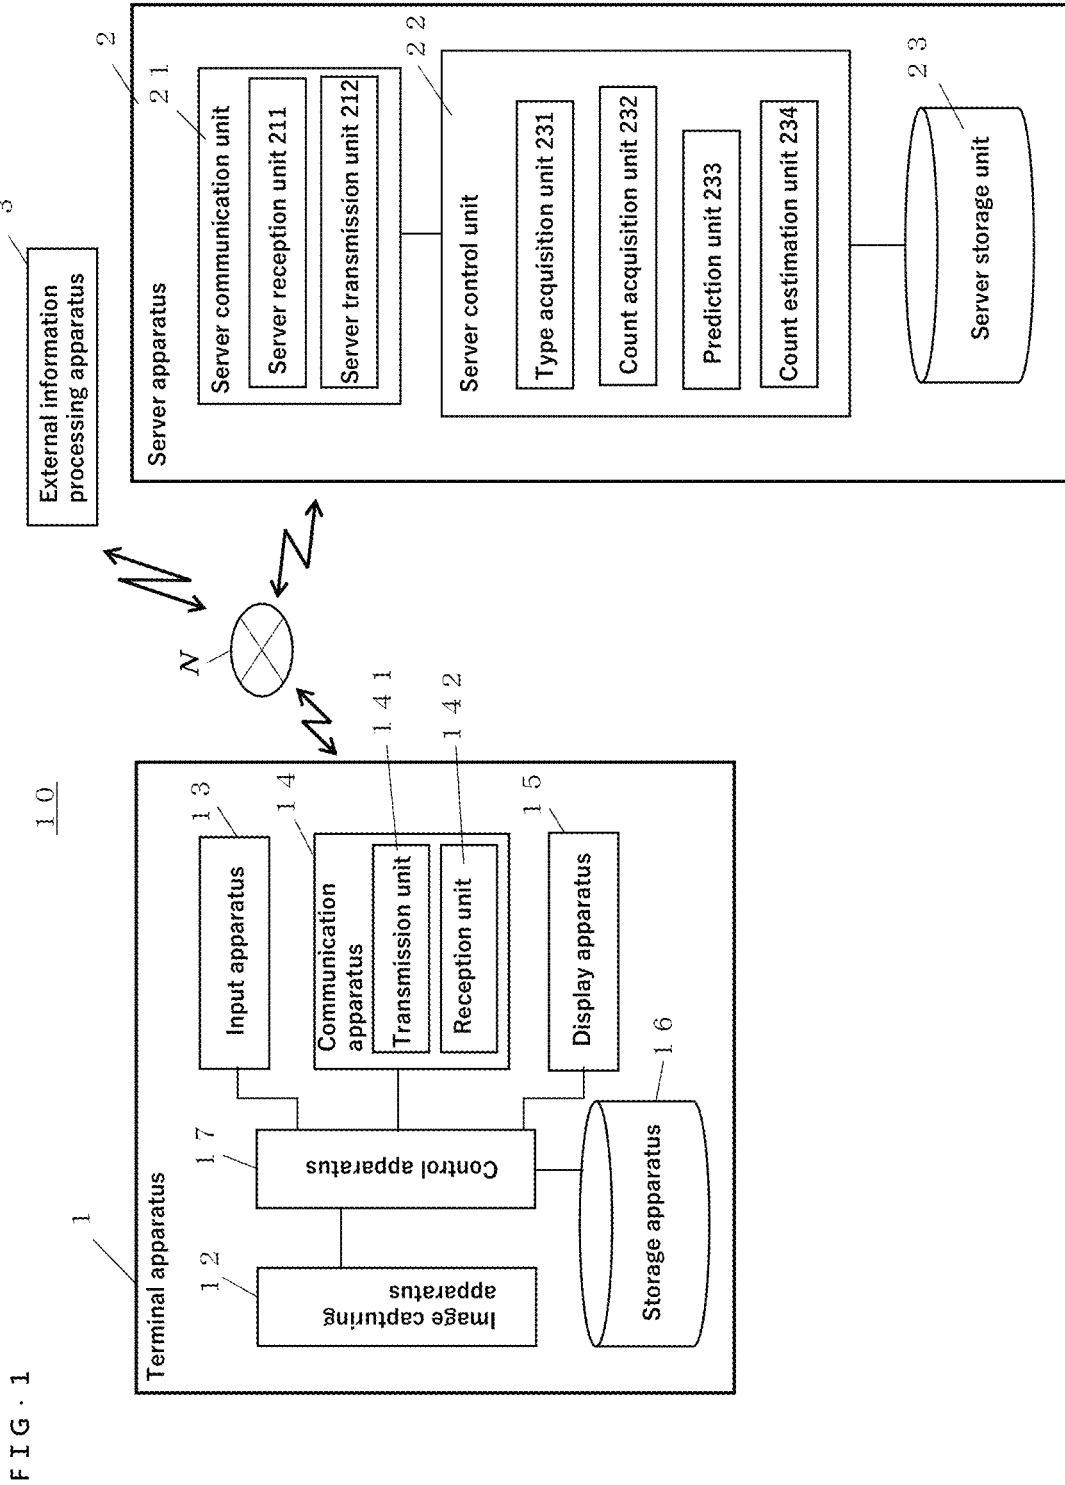 FIG. 1
10
1
Terminal apparatus
12
Image capturing
apparatus
17
Control apparatus
13
Input apparatus
14
Communication
apparatus
141
Transmission unit
142
Reception unit
15
Display apparatus
16
Storage apparatus
N
3
External information
processing apparatus
2
Server apparatus
21
Server communication unit
Server reception unit 211
Server transmission unit 212
22
Server control unit
Type acquisition unit 231
Count acquisition unit 232
Prediction unit 233
Count estimation unit 234
23
Server storage unit